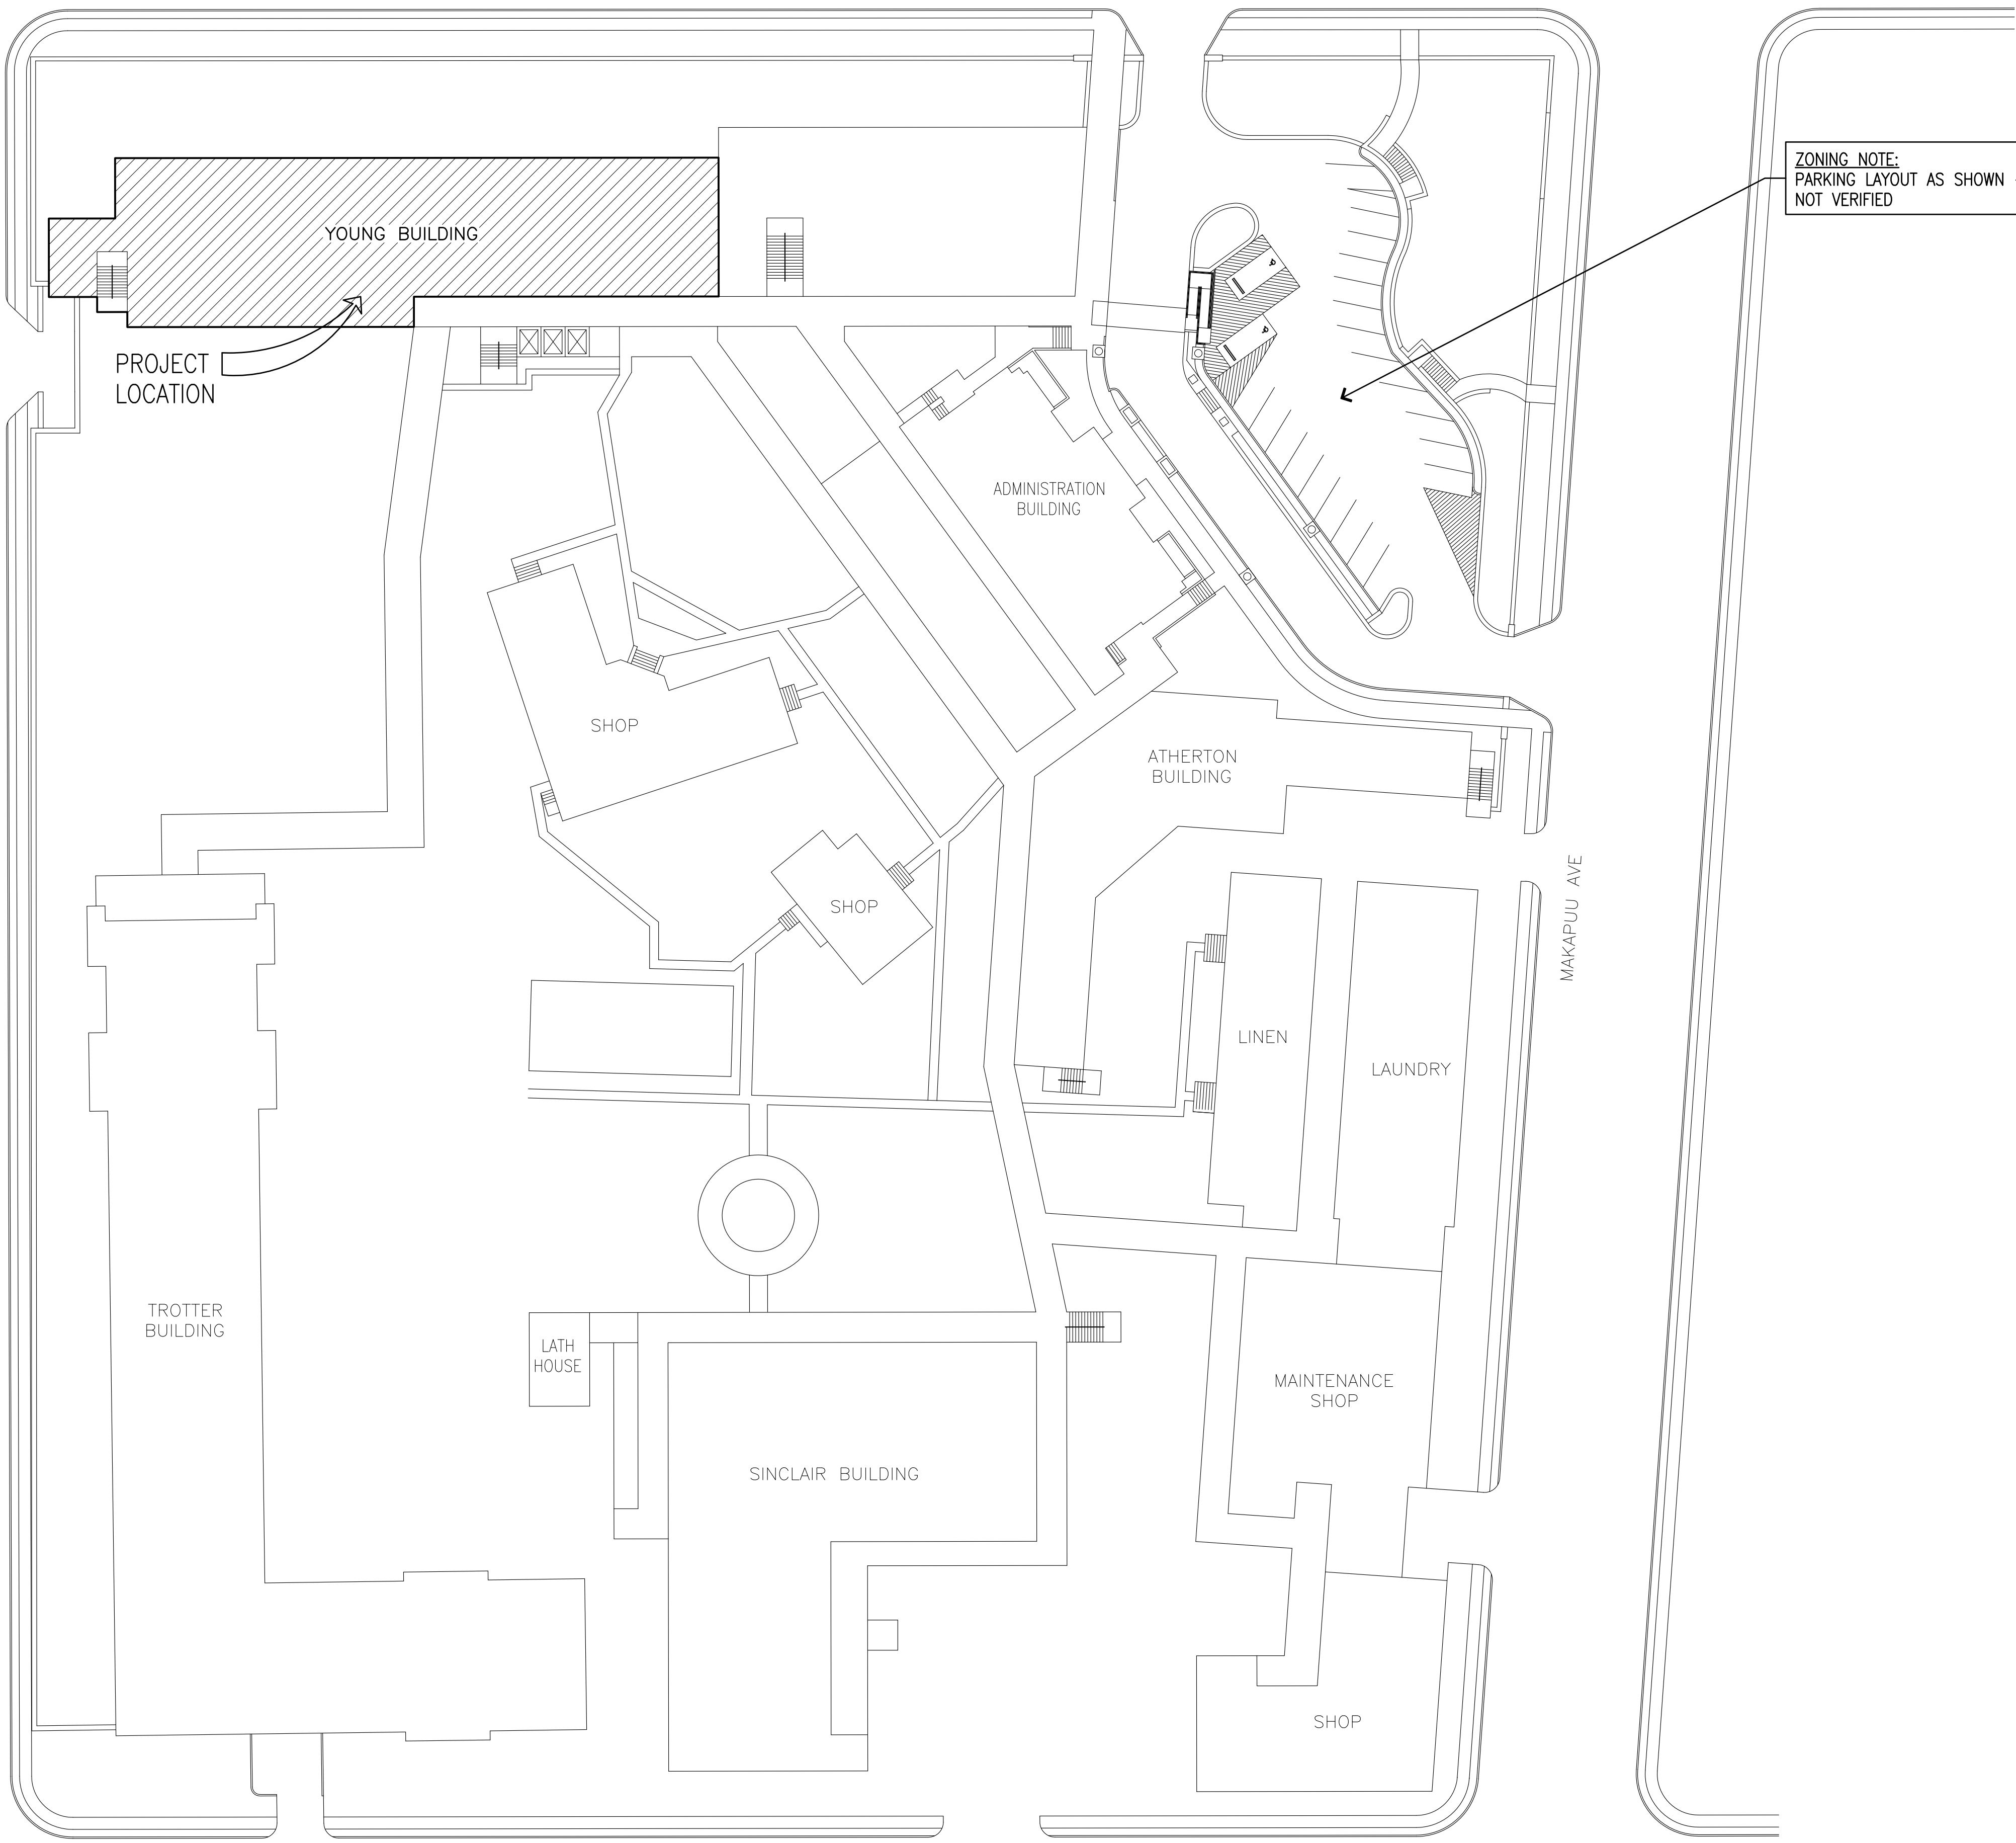 ZONING NOTE:
PARKING LAYOUT AS SHOWN
NOT VERIFIED
YOUNG BUILDING
PROJECT
LOCATION
ADMINISTRATION
BUILDING
SHOP
ATHERTON
BUILDING
MAKAPUU AVE
SHOP
LINEN
LAUNDRY
TROTTER
BUILDING
LATH
HOUSE
MAINTENANCE
SHOP
SINCLAIR BUILDING
SHOP